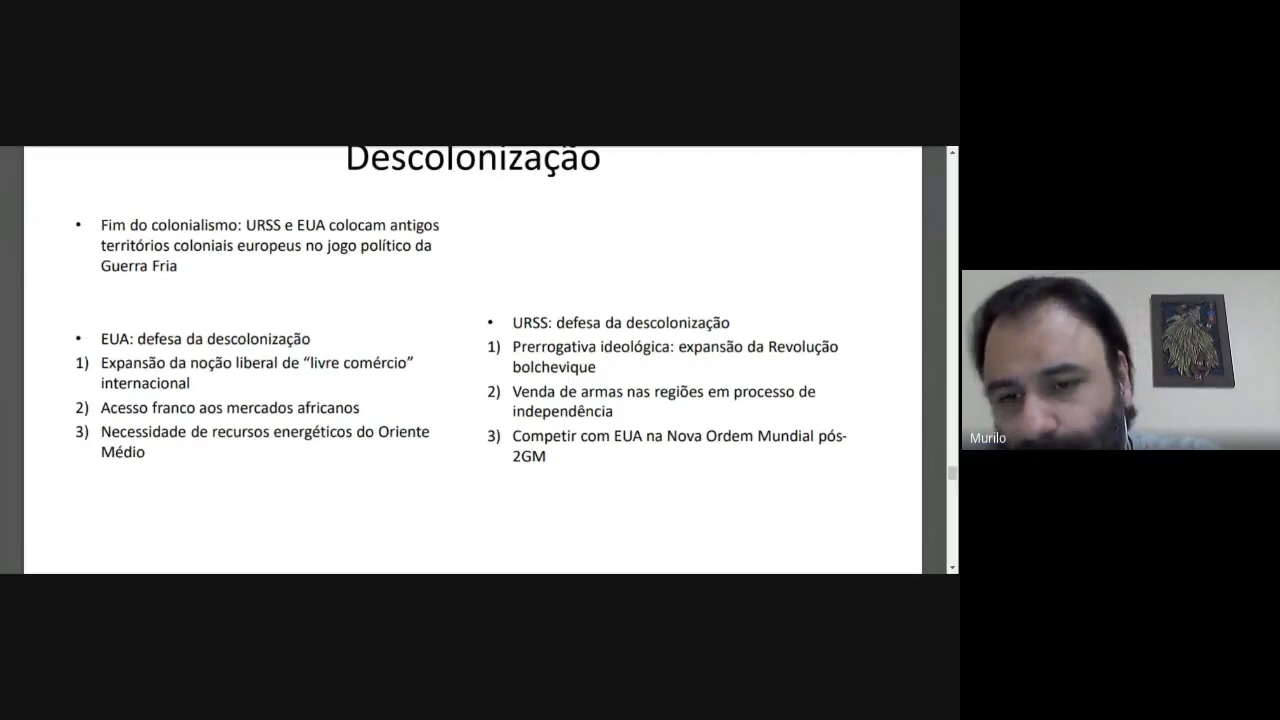 Descolonização
• Fim do colonialismo: URSS e EUA colocam antigos
territórios coloniais europeus no jogo político da
Guerra Fria
• EUA: defesa da descolonização
1) Expansão da noção liberal de “livre comércio”
internacional
2) Acesso franco aos mercados africanos
3) Necessidade de recursos energéticos do Oriente
Médio
• URSS: defesa da descolonização
1) Prerrogativa ideológica: expansão da Revolução
bolchevique
2) Venda de armas nas regiões em processo de
independência
3) Competir com EUA na Nova Ordem Mundial pós-
2GM
Murilo